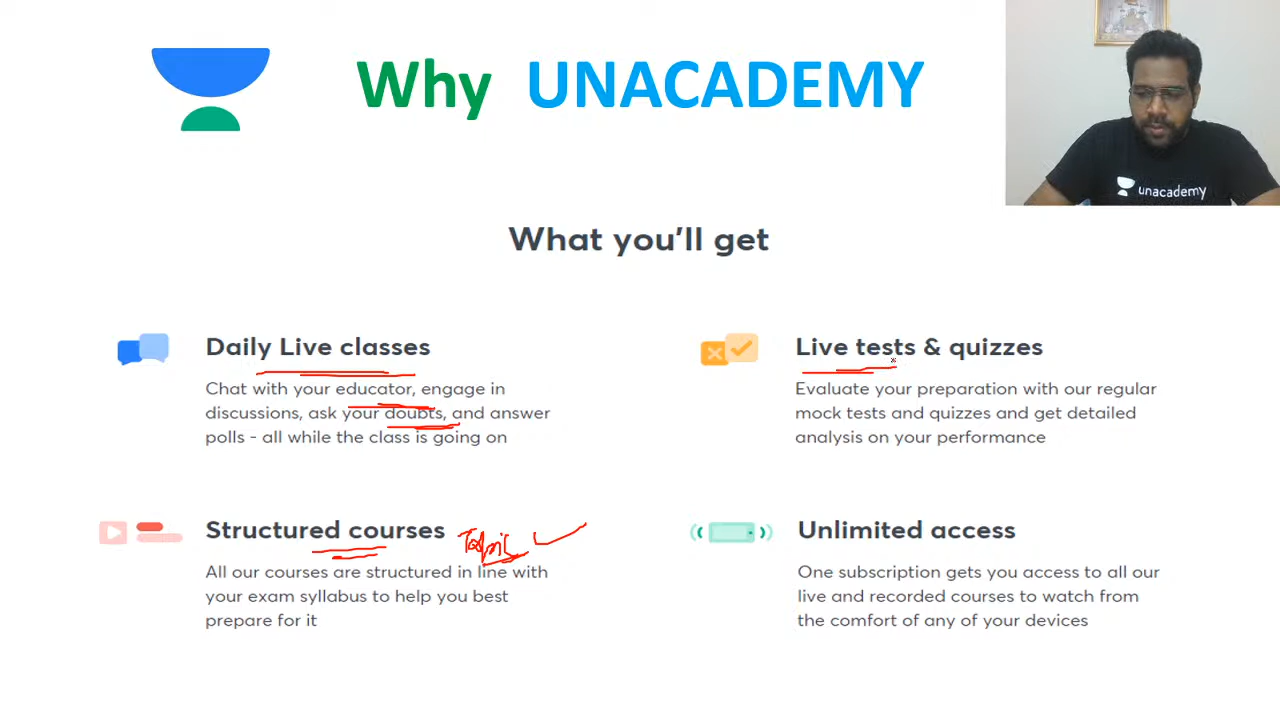 Why UNACADEMY
unacademy
What you'll get
Daily Live classes
Chat with your educator, engage in
discussions, ask your doubts, and answer
polls - all while the class is going on
Live tests & quizzes
Evaluate your preparation with our regular
mock tests and quizzes and get detailed
analysis on your performance
Structured courses
All our courses are structured in line with
your exam syllabus to help you best
prepare for it
Unlimited access
One subscription gets you access to all our
live and recorded courses to watch from
the comfort of any of your devices